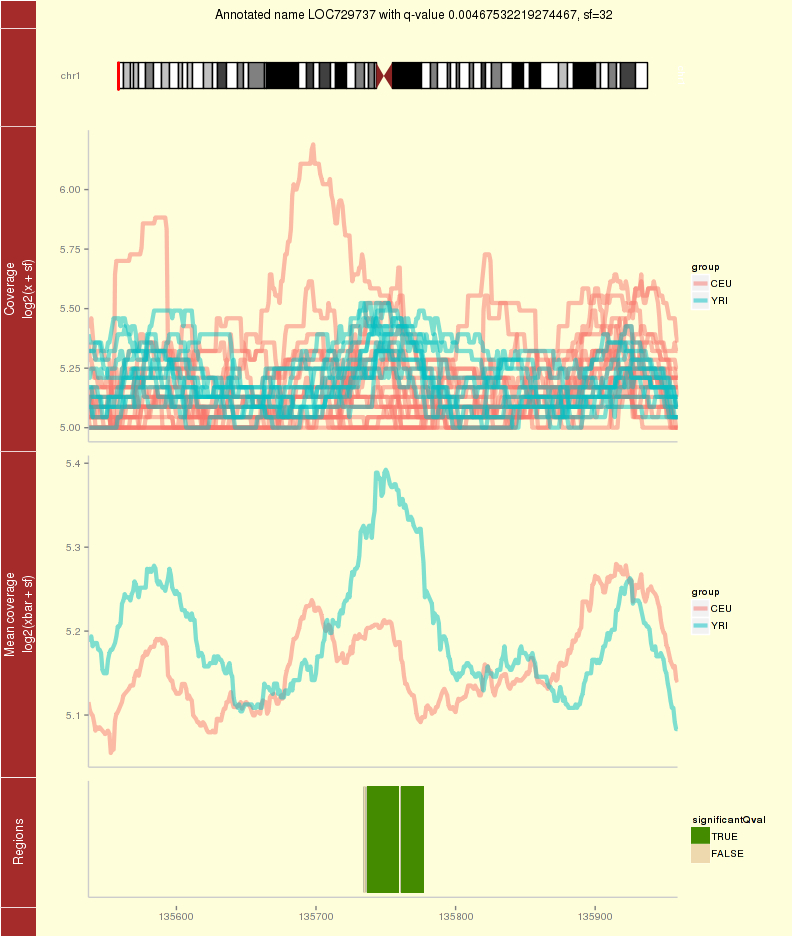 Annotated name LOC729737 with q-value 0.00467532219274467, sf=32
chr1
Coverage
log2(x + sf)
6.00
5.75
5.50
5.25
5.00
group
CEU
YRI
Mean coverage
log2(xbar + sf)
5.4
5.3
5.2
5.1
group
CEU
YRI
Regions
significantQval
TRUE
FALSE
135600
135700
135800
135900